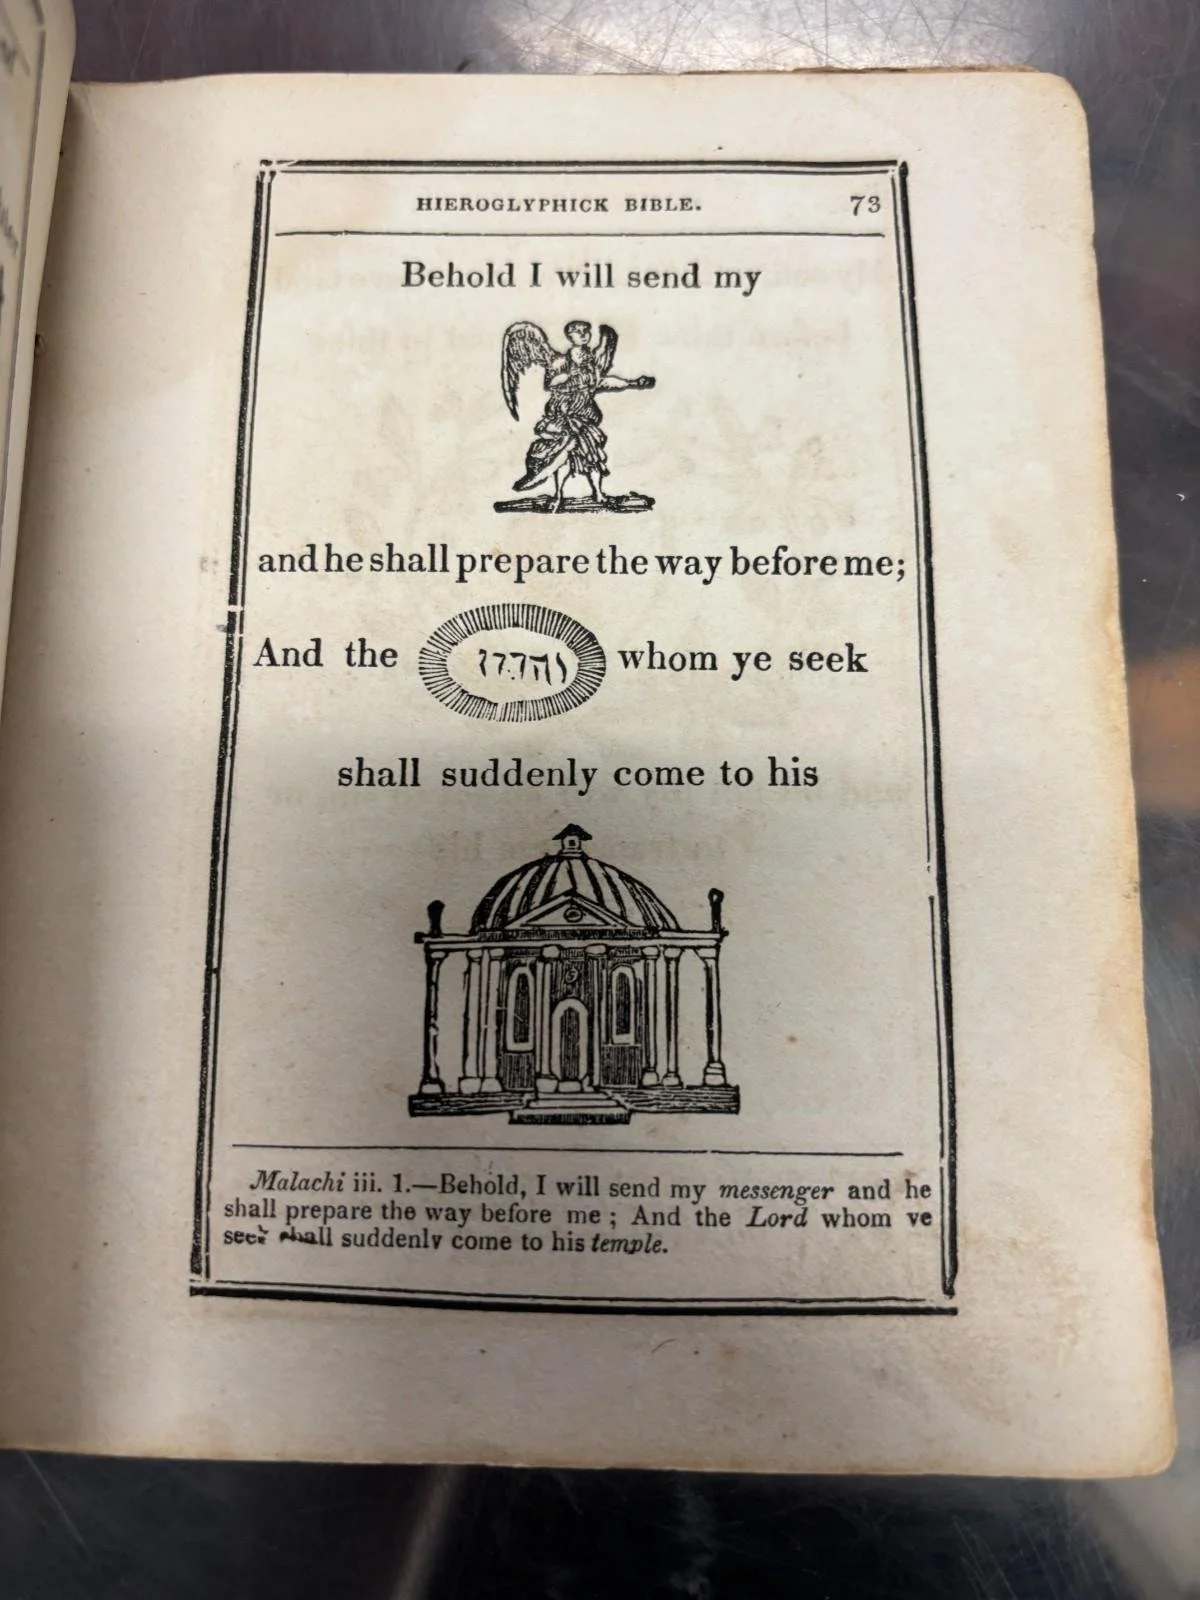 HIEROGLYPHICK BIBLE. 73
Behold I will send my
and he shall prepare the way before me;
And the whom ye seek
shall suddenly come to his
Malachi iii. 1.—Behold, I will send my messenger and he
shall prepare the way before me ; And the Lord whom ye
seek shall suddenly come to his temple.